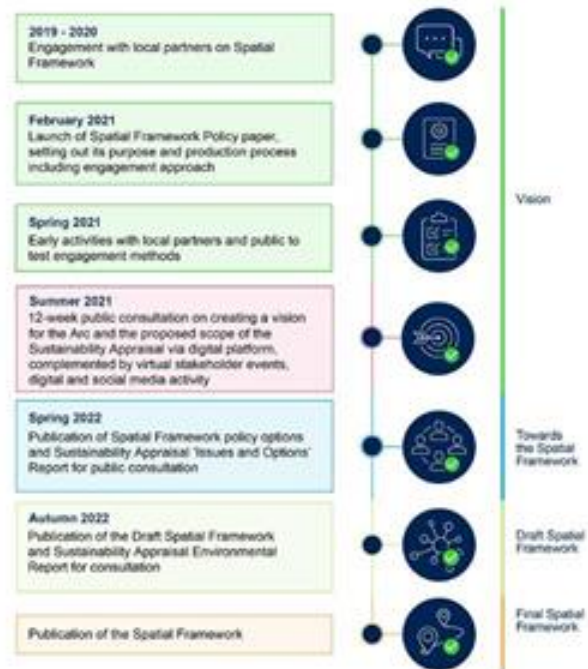 2019 - 2020
Engagement with local partners on Spatial
Framework
February 2021
Launch of Spatial Framework Policy paper,
setting out its purpose and production process
including engagement approach
Vision
Spring 2021
Early activities with local partners and public to
test engagement methods
Summer 2021
12-week public consultation on creating a vision
for the Arc and the proposed scope of the
Sustainability Appraisal via digital platform,
complemented by virtual stakeholder events,
digital and social media activity
Spring 2022
Publication of Spatial Framework policy options
and Sustainability Appraisal 'Issues and Options'
Report for public consultation
Towards
the Spatial
Framework
Autumn 2022
Publication of the Draft Spatial Framework
and Sustainability Appraisal Environmental
Report for consultation
Draft Spatial
Framework
Publication of the Spatial Framework
Final Spatial
Framework